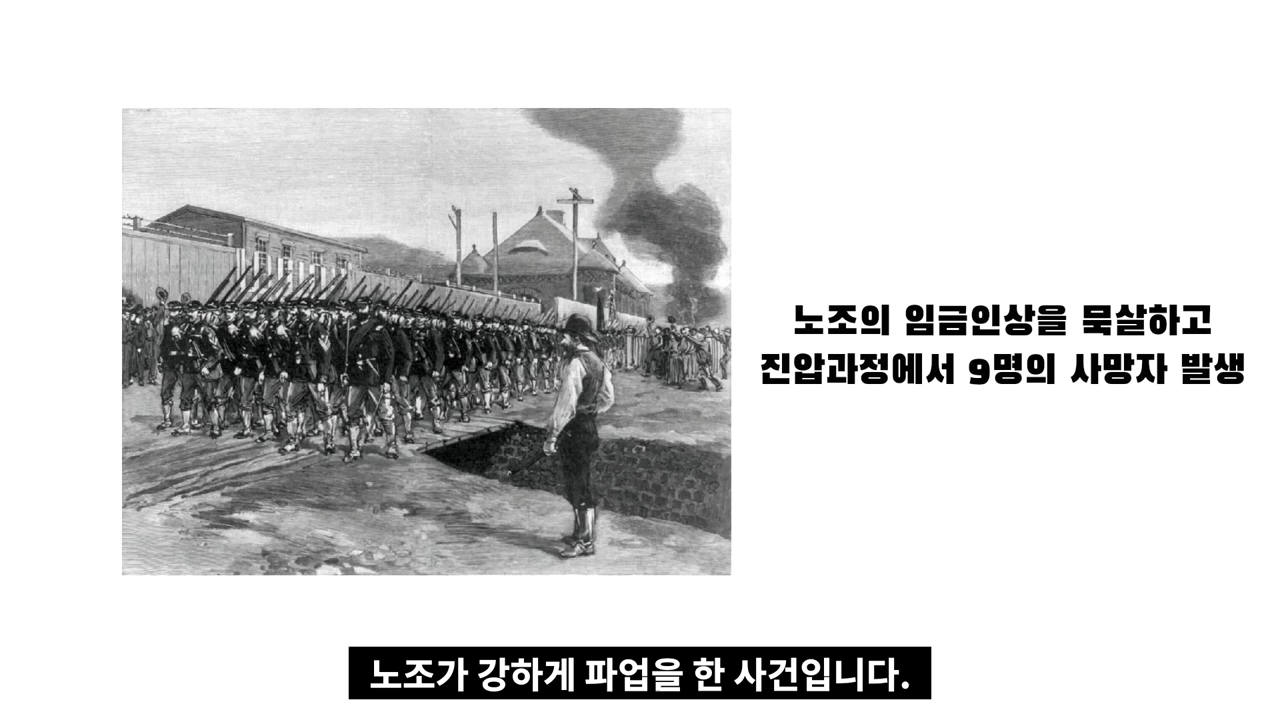 노조의 임금인상을 묵살하고
진압과정에서 9명의 사망자 발생
노조가 강하게 파업을 한 사건입니다.